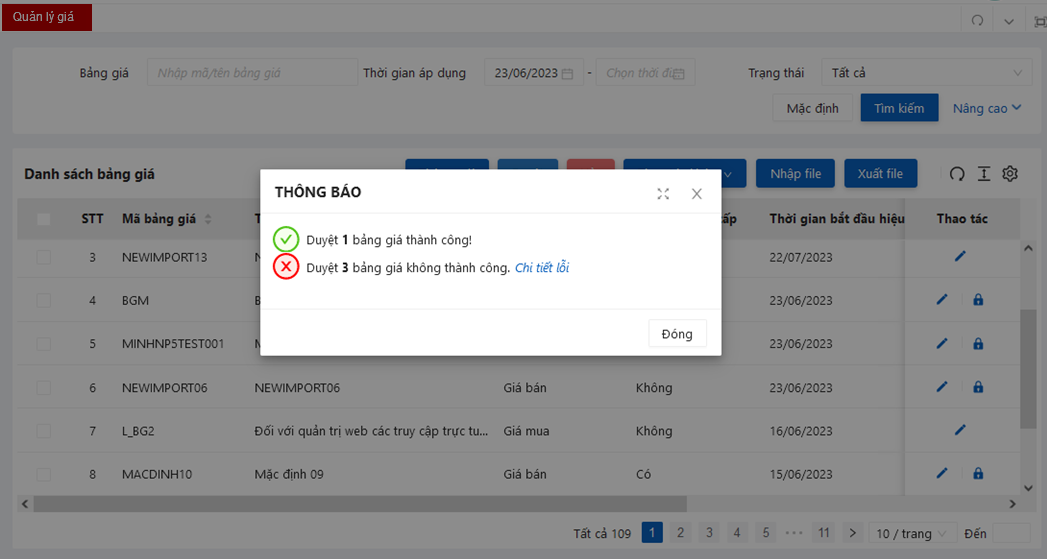 Quản lý giá
Bảng giá
Nhập mã/tên bảng giá
Thời gian áp dụng
23/06/2023
-
Chọn thời
Trạng thái
Tất cả
Mặc định
Tìm kiếm
Nâng cao
Danh sách bảng giá
Nhập file
Xuất file
THÔNG BÁO
Duyệt 1 bảng giá thành công!
Duyệt 3 bảng giá không thành công. Chi tiết lỗi
Đóng
STT Mã bảng giá Thời gian bắt đầu hiệu Thao tác
3 NEWIMPORT13 22/07/2023
4 BGM 23/06/2023
5 MINHNP5TEST001 23/06/2023
6 NEWIMPORT06 NEWIMPORT06 Giá bán Không 23/06/2023
7 L_BG2 Đối với quản trị web các truy cập trực tu... Giá mua Không 16/06/2023
8 MACDINH10 Mặc định 09 Giá bán Có 15/06/2023
Tất cả 109 1 2 3 4 5 ••• 11 10 / trang Đến